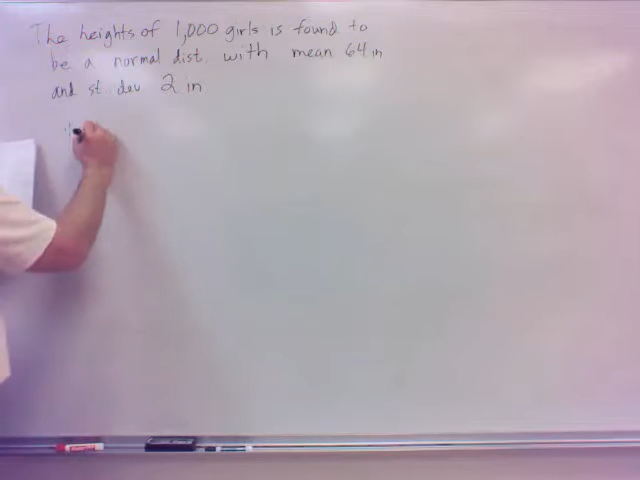 The heights of 1,000 girls is found to
be a normal dist. with mean 64 in
and st. dev 2 in